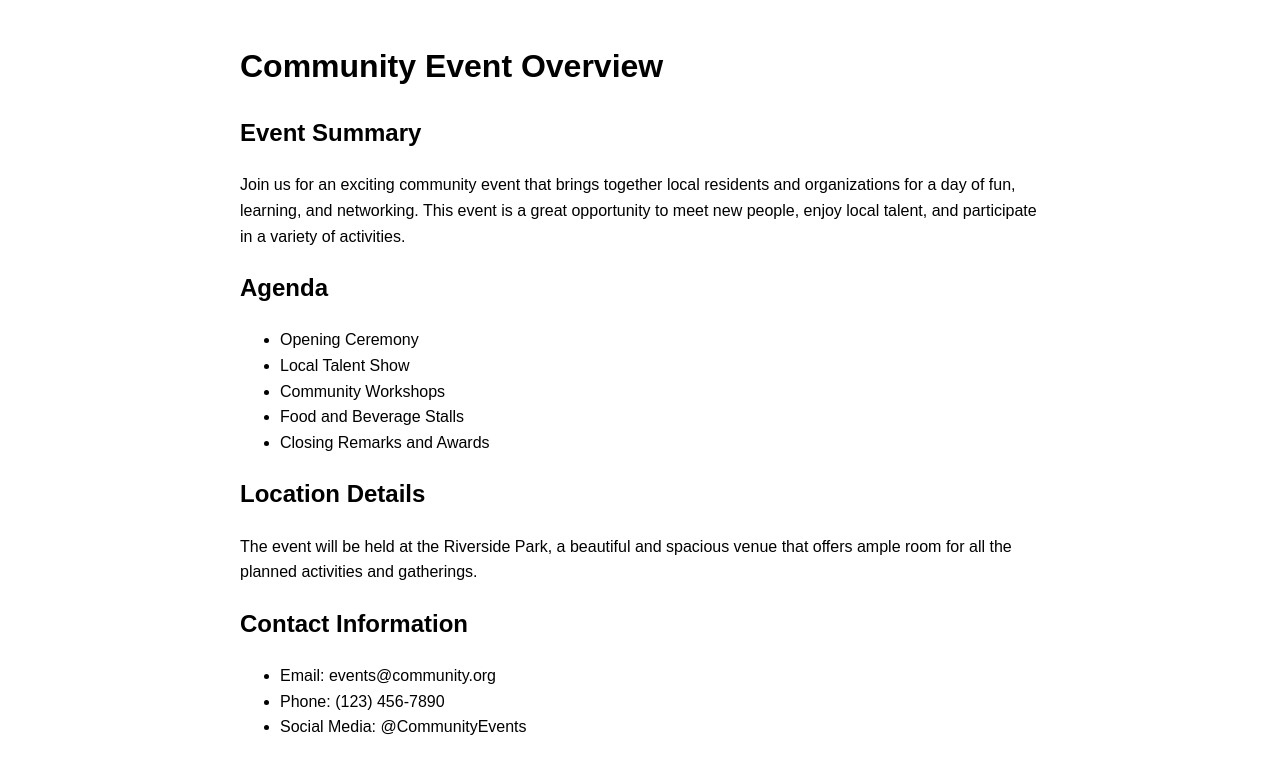 Community Event Overview
Event Summary
Join us for an exciting community event that brings together local residents and organizations for a day of fun,
learning, and networking. This event is a great opportunity to meet new people, enjoy local talent, and participate
in a variety of activities.
Agenda
• Opening Ceremony
• Local Talent Show
• Community Workshops
• Food and Beverage Stalls
• Closing Remarks and Awards
Location Details
The event will be held at the Riverside Park, a beautiful and spacious venue that offers ample room for all the
planned activities and gatherings.
Contact Information
• Email: events@community.org
• Phone: (123) 456-7890
• Social Media: @CommunityEvents